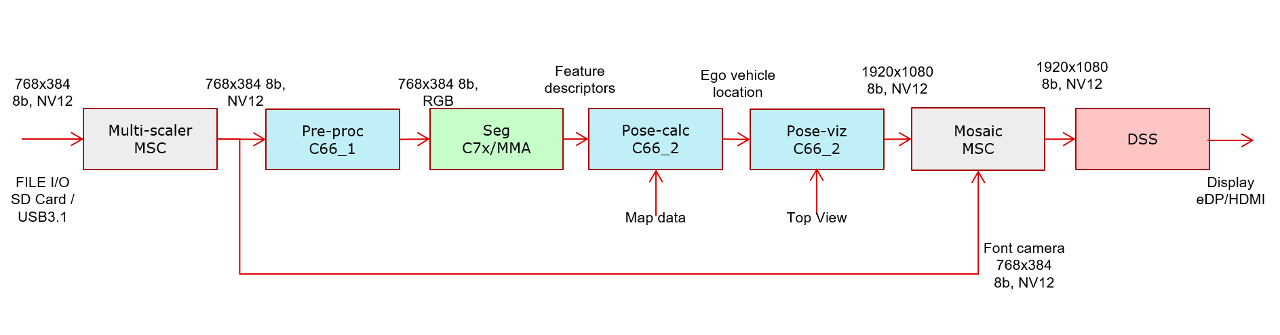 768x384
8b, NV12
768x384 8b,
NV12
768x384 8b,
RGB
Feature
descriptors
Ego vehicle
location
1920x1080
8b, NV12
1920x1080
8b, NV12
Multi-scaler
MSC
Pre-proc
C66_1
Seg
C7x/MMA
Pose-calc
C66_2
Pose-viz
C66_2
Mosaic
MSC
DSS
FILE I/O
SD Card /
USB3.1
Map data
Top View
Display
eDP/HDMI
Font camera
768x384
8b, NV12